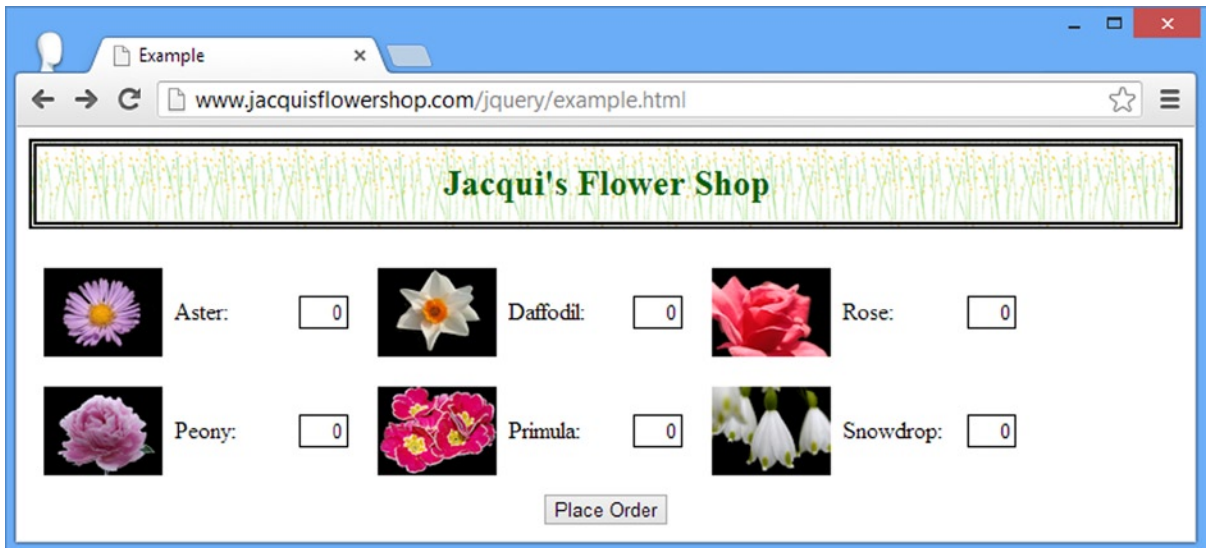 Example
www.jacquisflowershop.com/jquery/example.html
Jacqui's Flower Shop
Aster: 0 Daffodil: 0 Rose: 0
Peony: 0 Primula: 0 Snowdrop: 0
Place Order